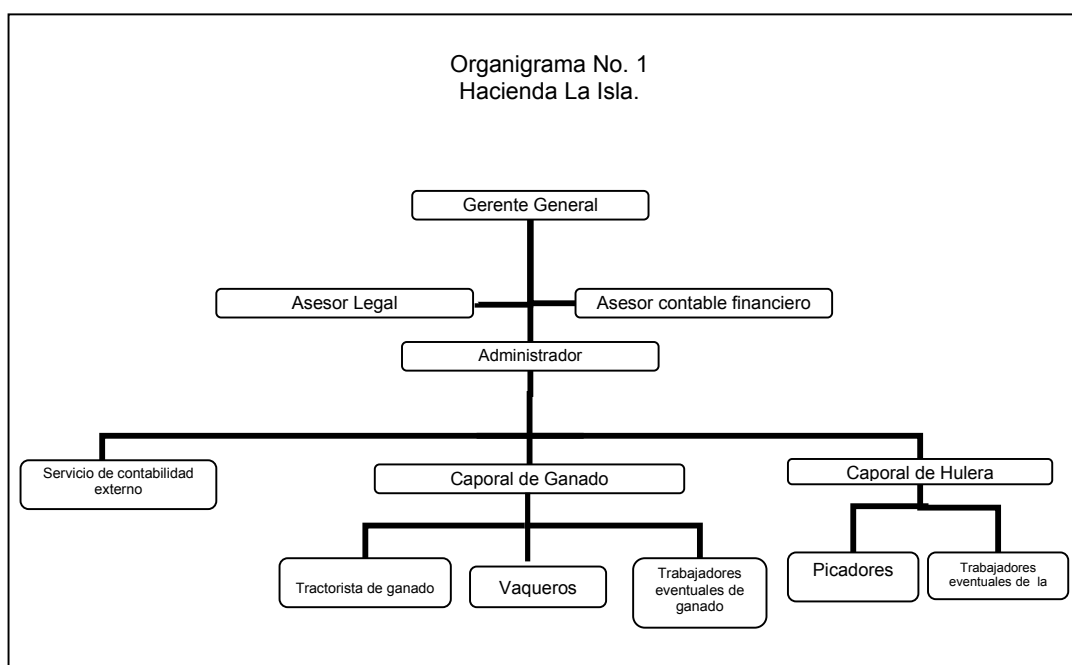 Organigrama No. 1
Hacienda La Isla.
Gerente General
Asesor Legal
Asesor contable financiero
Administrador
Servicio de contabilidad
externo
Caporal de Ganado
Caporal de Hulera
Tractorista de ganado
Vaqueros
Trabajadores
eventuales de
ganado
Picadores
Trabajadores
eventuales de la